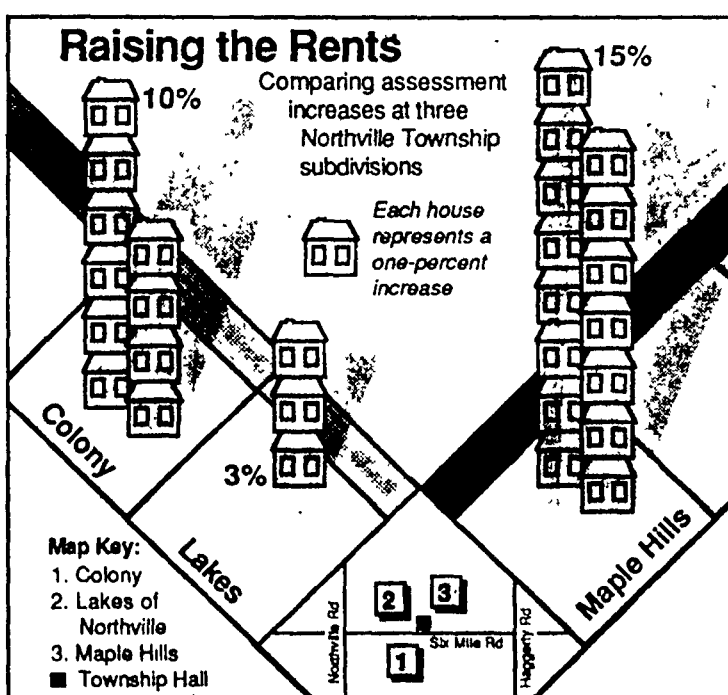 Raising the Rents
Comparing assessment
increases at three
Northville Township
subdivisions
Each house
represents a
one-percent
increase
10%
15%
3%
Colony
Lakes
Maple Hills
Map Key:
1. Colony
2. Lakes of
Northville
3. Maple Hills
Township Hall
Northville Rd
2
3
Six Mile Rd
1
Haggerty Rd